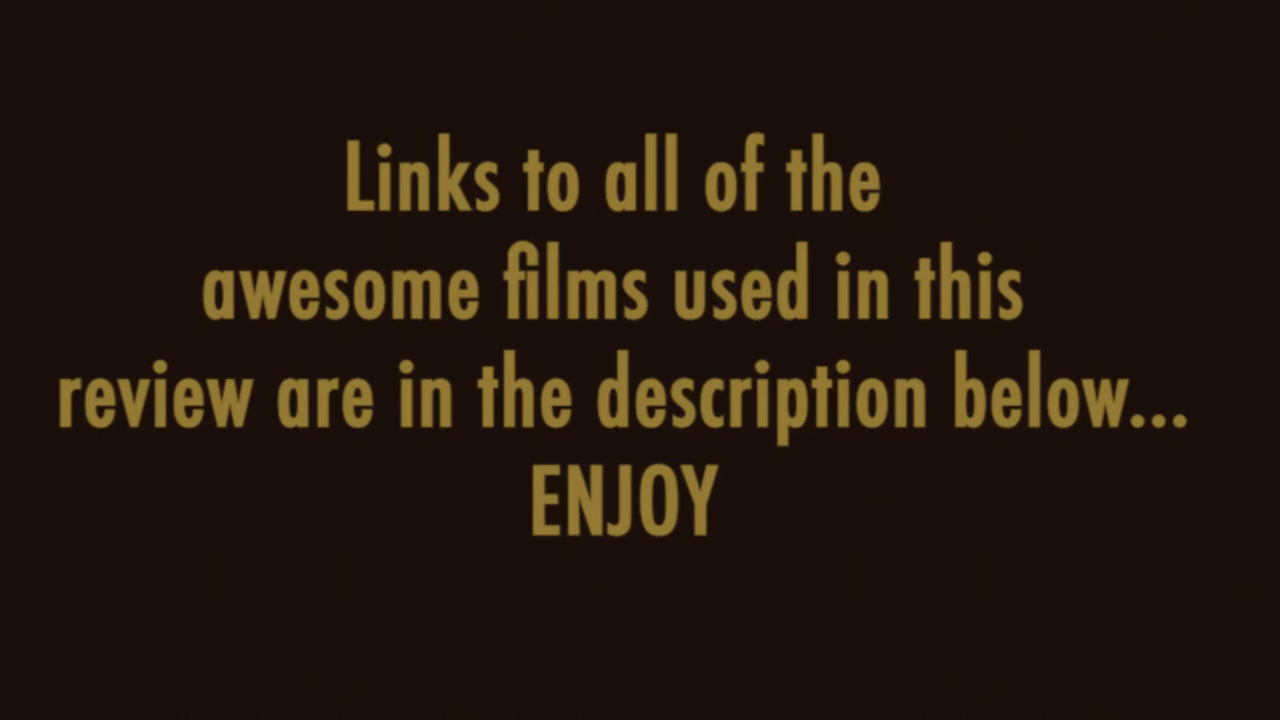 Links to all of the
awesome films used in this
review are in the description below...
ENJOY